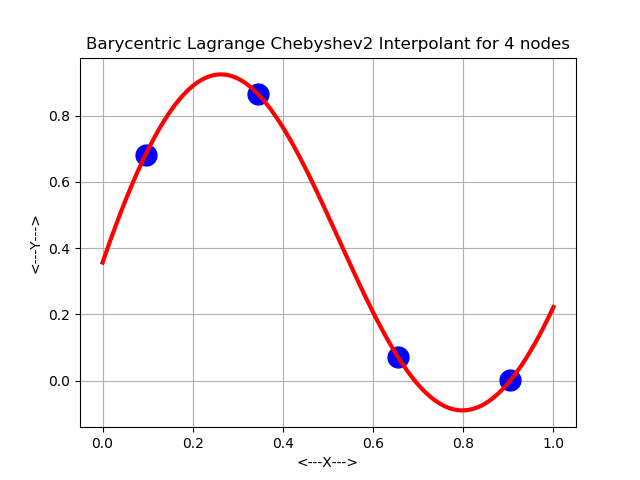 Barycentric Lagrange Chebyshev2 Interpolant for 4 nodes
0.8
0.6
0.4
0.2
0.0
<---Y--->
0.0 0.2 0.4 0.6 0.8 1.0
<---X--->